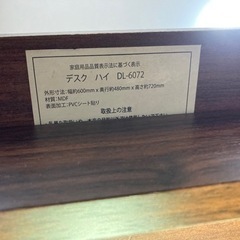 家庭用品品質表示法に基づく表示
デスク　ハイ　DL-6072
外形寸法：幅約600mm x 奥行約480mm x 高さ約720mm
材質：MDF
表面加工：PVCシート貼り
取扱上の注意